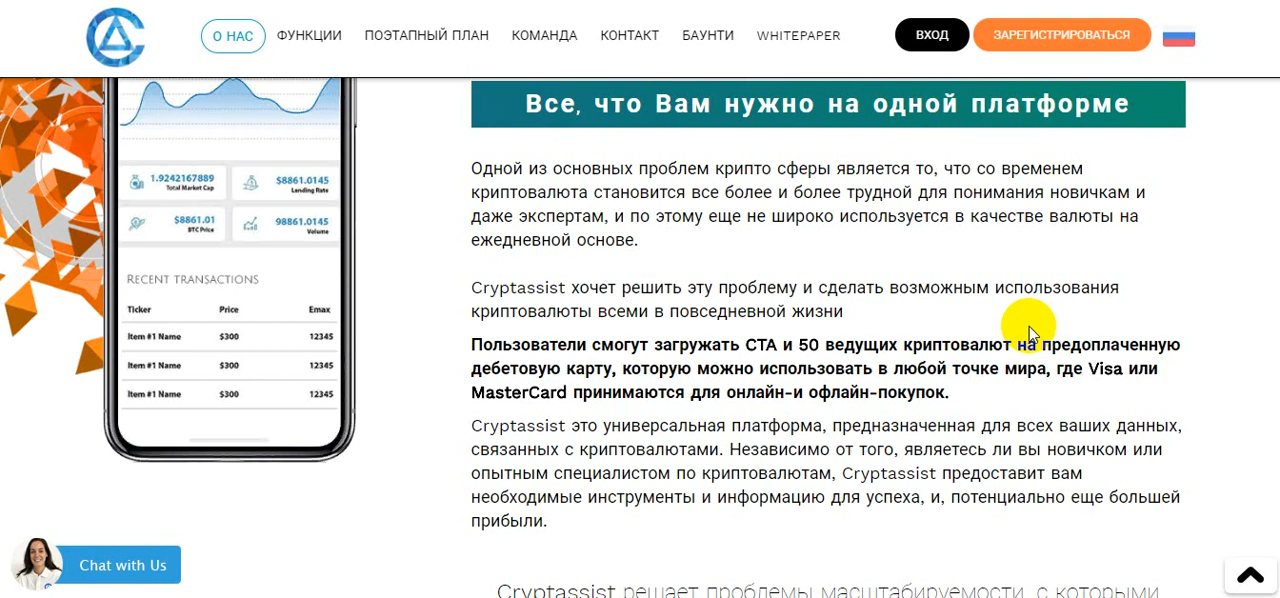 О НАС ФУНКЦИИ ПОЭТАПНЫЙ ПЛАН КОМАНДА КОНТАКТ БАУНТИ WHITEPAPER ВХОД ЗАРЕГИСТРИРОВАТЬСЯ
1.9242167889 $8861.0145
Total Market Cap Landing Rate
$8861.01 98861.0145
BTC Price Volume
RECENT TRANSACTIONS
Ticker Price Emax
Item #1 Name $300 12345
Item #1 Name $300 12345
Item #1 Name $300 12345
Все, что Вам нужно на одной платформе
Одной из основных проблем крипто сферы является то, что со временем
криптовалюта становится все более и более трудной для понимания новичкам и
даже экспертам, и по этому еще не широко используется в качестве валюты на
ежедневной основе.
Cryptassist хочет решить эту проблему и сделать возможным использования
криптовалюты всеми в повседневной жизни
Пользователи смогут загружать CTA и 50 ведущих криптовалют на предоплаченную
дебетовую карту, которую можно использовать в любой точке мира, где Visa или
MasterCard принимаются для онлайн-и офлайн-покупок.
Cryptassist это универсальная платформа, предназначенная для всех ваших данных,
связанных с криптовалютами. Независимо от того, являетесь ли вы новичком или
опытным специалистом по криптовалютам, Cryptassist предоставит вам
необходимые инструменты и информацию для успеха, и, потенциально еще большей
прибыли.
Cryptassist решает проблемы масштабируемости, с которыми
Chat with Us